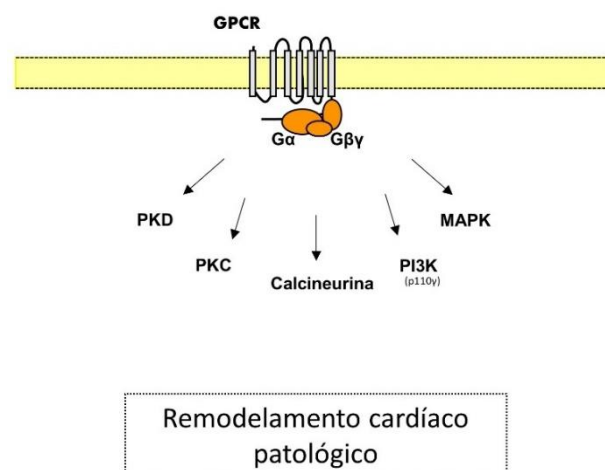 GPCR
Gα
Gβγ
PKD
MAPK
PKC
PI3K
(p110γ)
Calcineurina
Remodelamento cardíaco
patológico